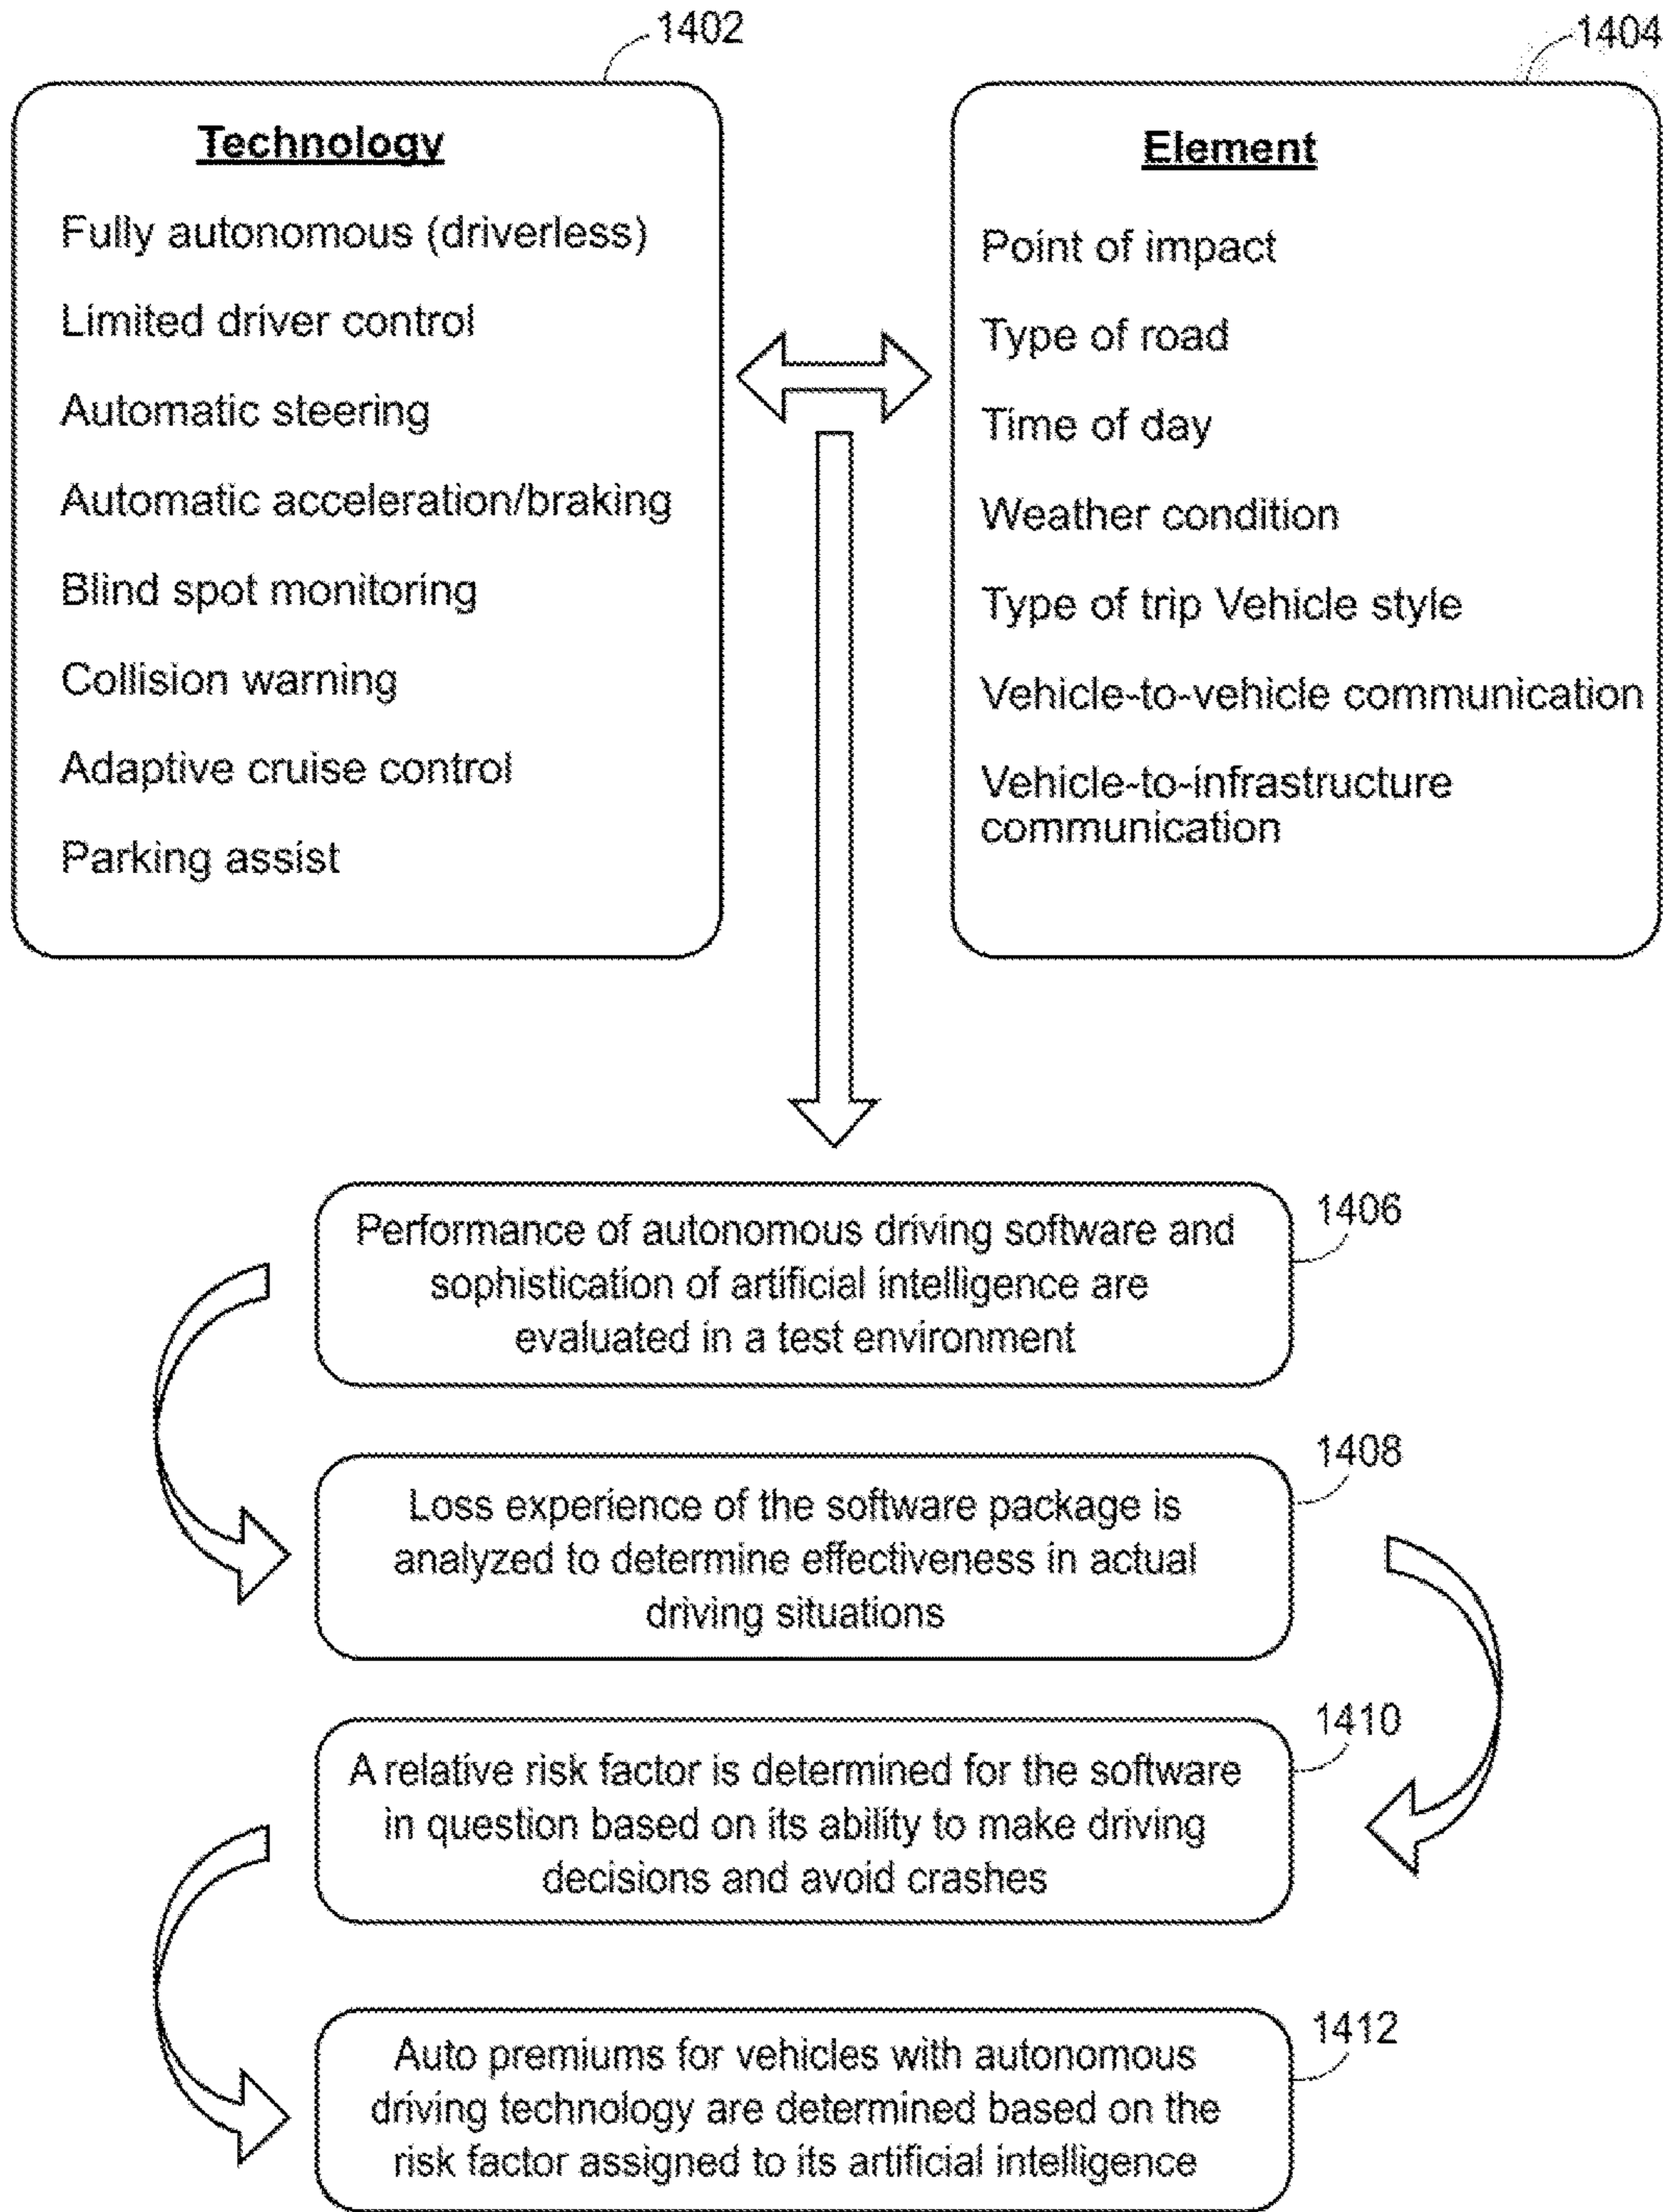 1402
Technology
Fully autonomous (driverless)
Limited driver control
Automatic steering
Automatic acceleration/braking
Blind spot monitoring
Collision warning
Adaptive cruise control
Parking assist
1404
Element
Point of impact
Type of road
Time of day
Weather condition
Type of trip Vehicle style
Vehicle-to-vehicle communication
Vehicle-to-infrastructure
communication
1406
Performance of autonomous driving software and
sophistication of artificial intelligence are
evaluated in a test environment
1408
Loss experience of the software package is
analyzed to determine effectiveness in actual
driving situations
1410
A relative risk factor is determined for the software
in question based on its ability to make driving
decisions and avoid crashes
1412
Auto premiums for vehicles with autonomous
driving technology are determined based on the
risk factor assigned to its artificial intelligence